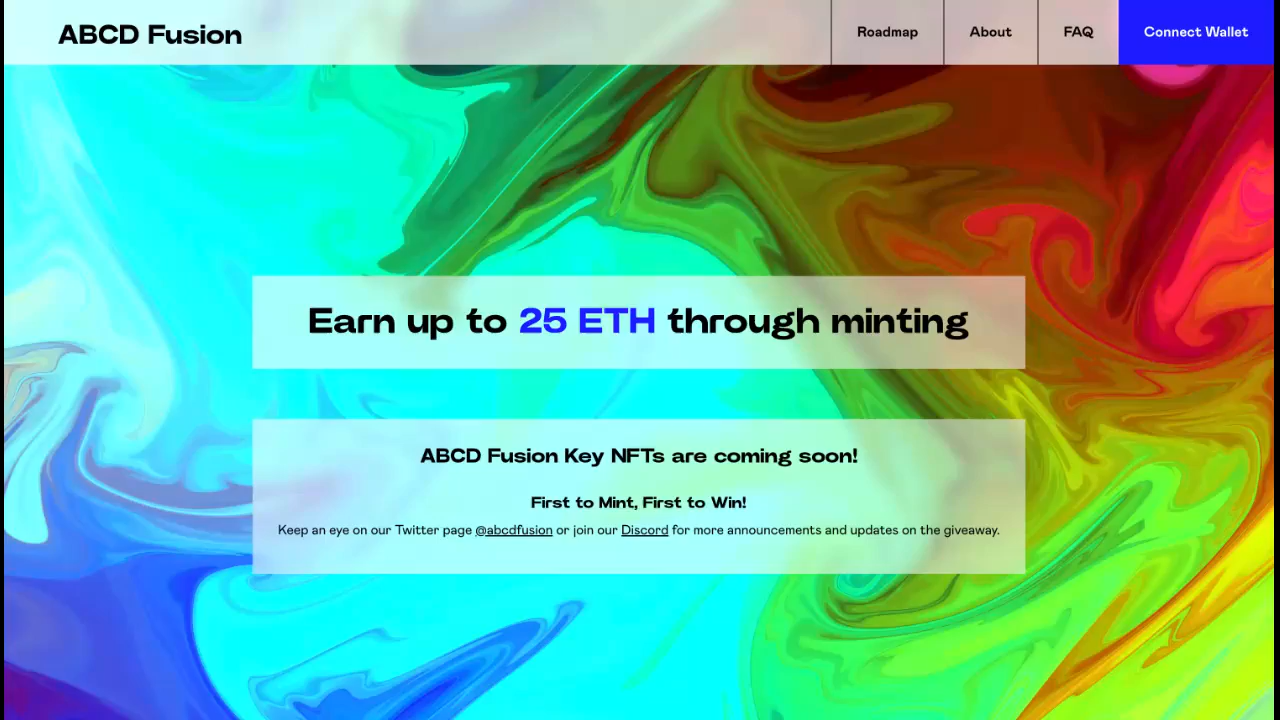 ABCD Fusion
Roadmap
About
FAQ
Connect Wallet
Earn up to 25 ETH through minting
ABCD Fusion Key NFTs are coming soon!
First to Mint, First to Win!
Keep an eye on our Twitter page @abcdfusion or join our Discord for more announcements and updates on the giveaway.